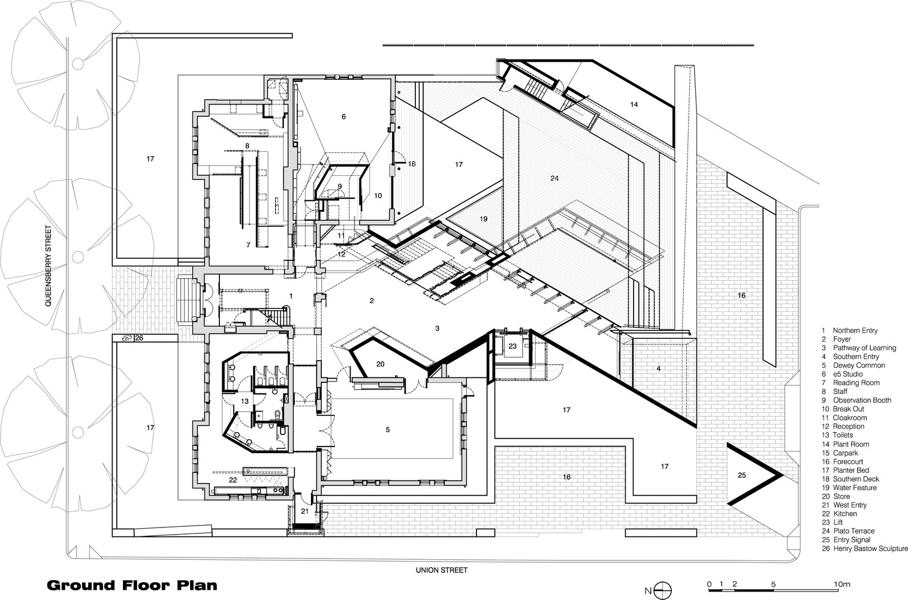 QUEENSBERRY STREET
17
6
8
7
9
10
11
12
18
17
19
24
14
1
2
3
16
26
17
13
20
5
23
4
17
17
25
16
22
21
1 Northern Entry
2 Foyer
3 Pathway of Learning
4 Southern Entry
5 Dewey Common
6 e5 Studio
7 Reading Room
8 Staff
9 Observation Booth
10 Break Out
11 Cloakroom
12 Reception
13 Toilets
14 Plant Room
15 Carpark
16 Forecourt
17 Planter Bed
18 Southern Deck
19 Water Feature
20 Store
21 West Entry
22 Kitchen
23 Lift
24 Plato Terrace
25 Entry Signal
26 Henry Bastow Sculpture
UNION STREET
Ground Floor Plan
N
0 1 2 5 10m